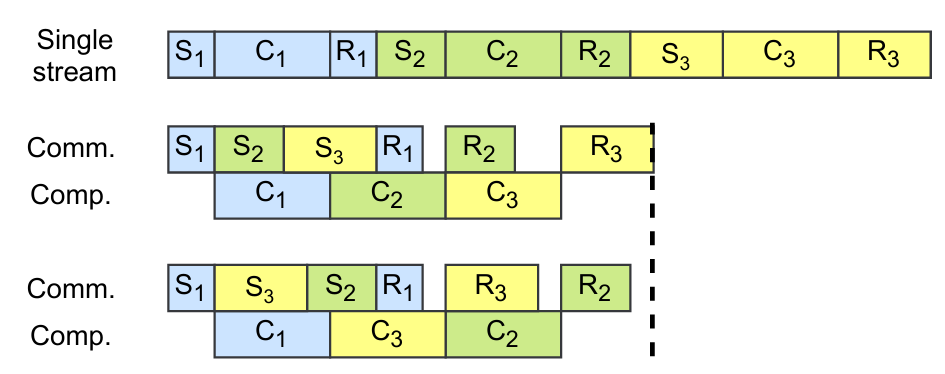 Single stream
S1 C1 R1 S2 C2 R2 S3 C3 R3
Comm. S1 S2 S3 R1 R2 R3
Comp. C1 C2 C3
Comm. S1 S3 S2 R1 R3 R2
Comp. C1 C3 C2